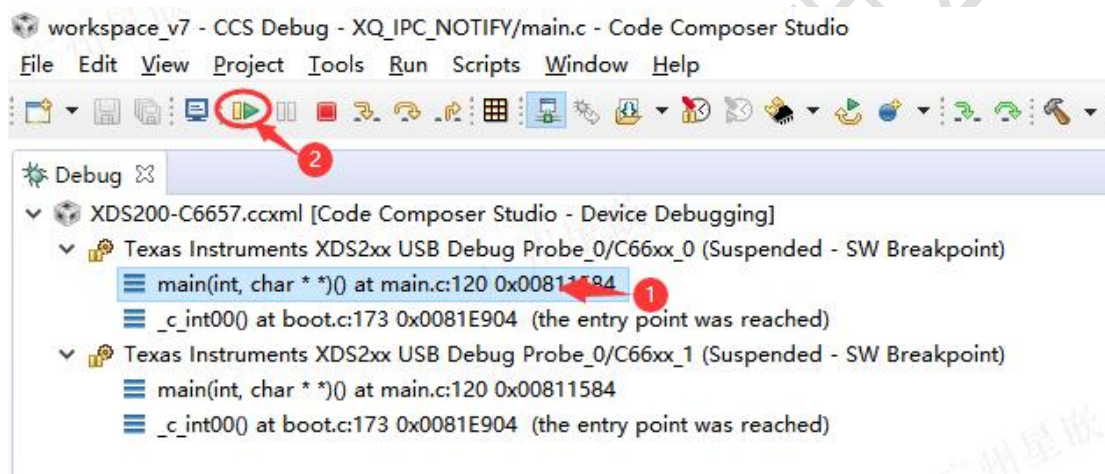 workspace_v7 - CCS Debug - XQ_IPC_NOTIFY/main.c - Code Composer Studio
File Edit View Project Tools Run Scripts Window Help
2
Debug
XDS200-C6657.ccxml [Code Composer Studio - Device Debugging]
Texas Instruments XDS2xx USB Debug Probe_0/C66xx_0 (Suspended - SW Breakpoint)
main(int, char * *)() at main.c:120 0x00811584
1
_c_int00() at boot.c:173 0x0081E904 (the entry point was reached)
Texas Instruments XDS2xx USB Debug Probe_0/C66xx_1 (Suspended - SW Breakpoint)
main(int, char * *)() at main.c:120 0x00811584
_c_int00() at boot.c:173 0x0081E904 (the entry point was reached)